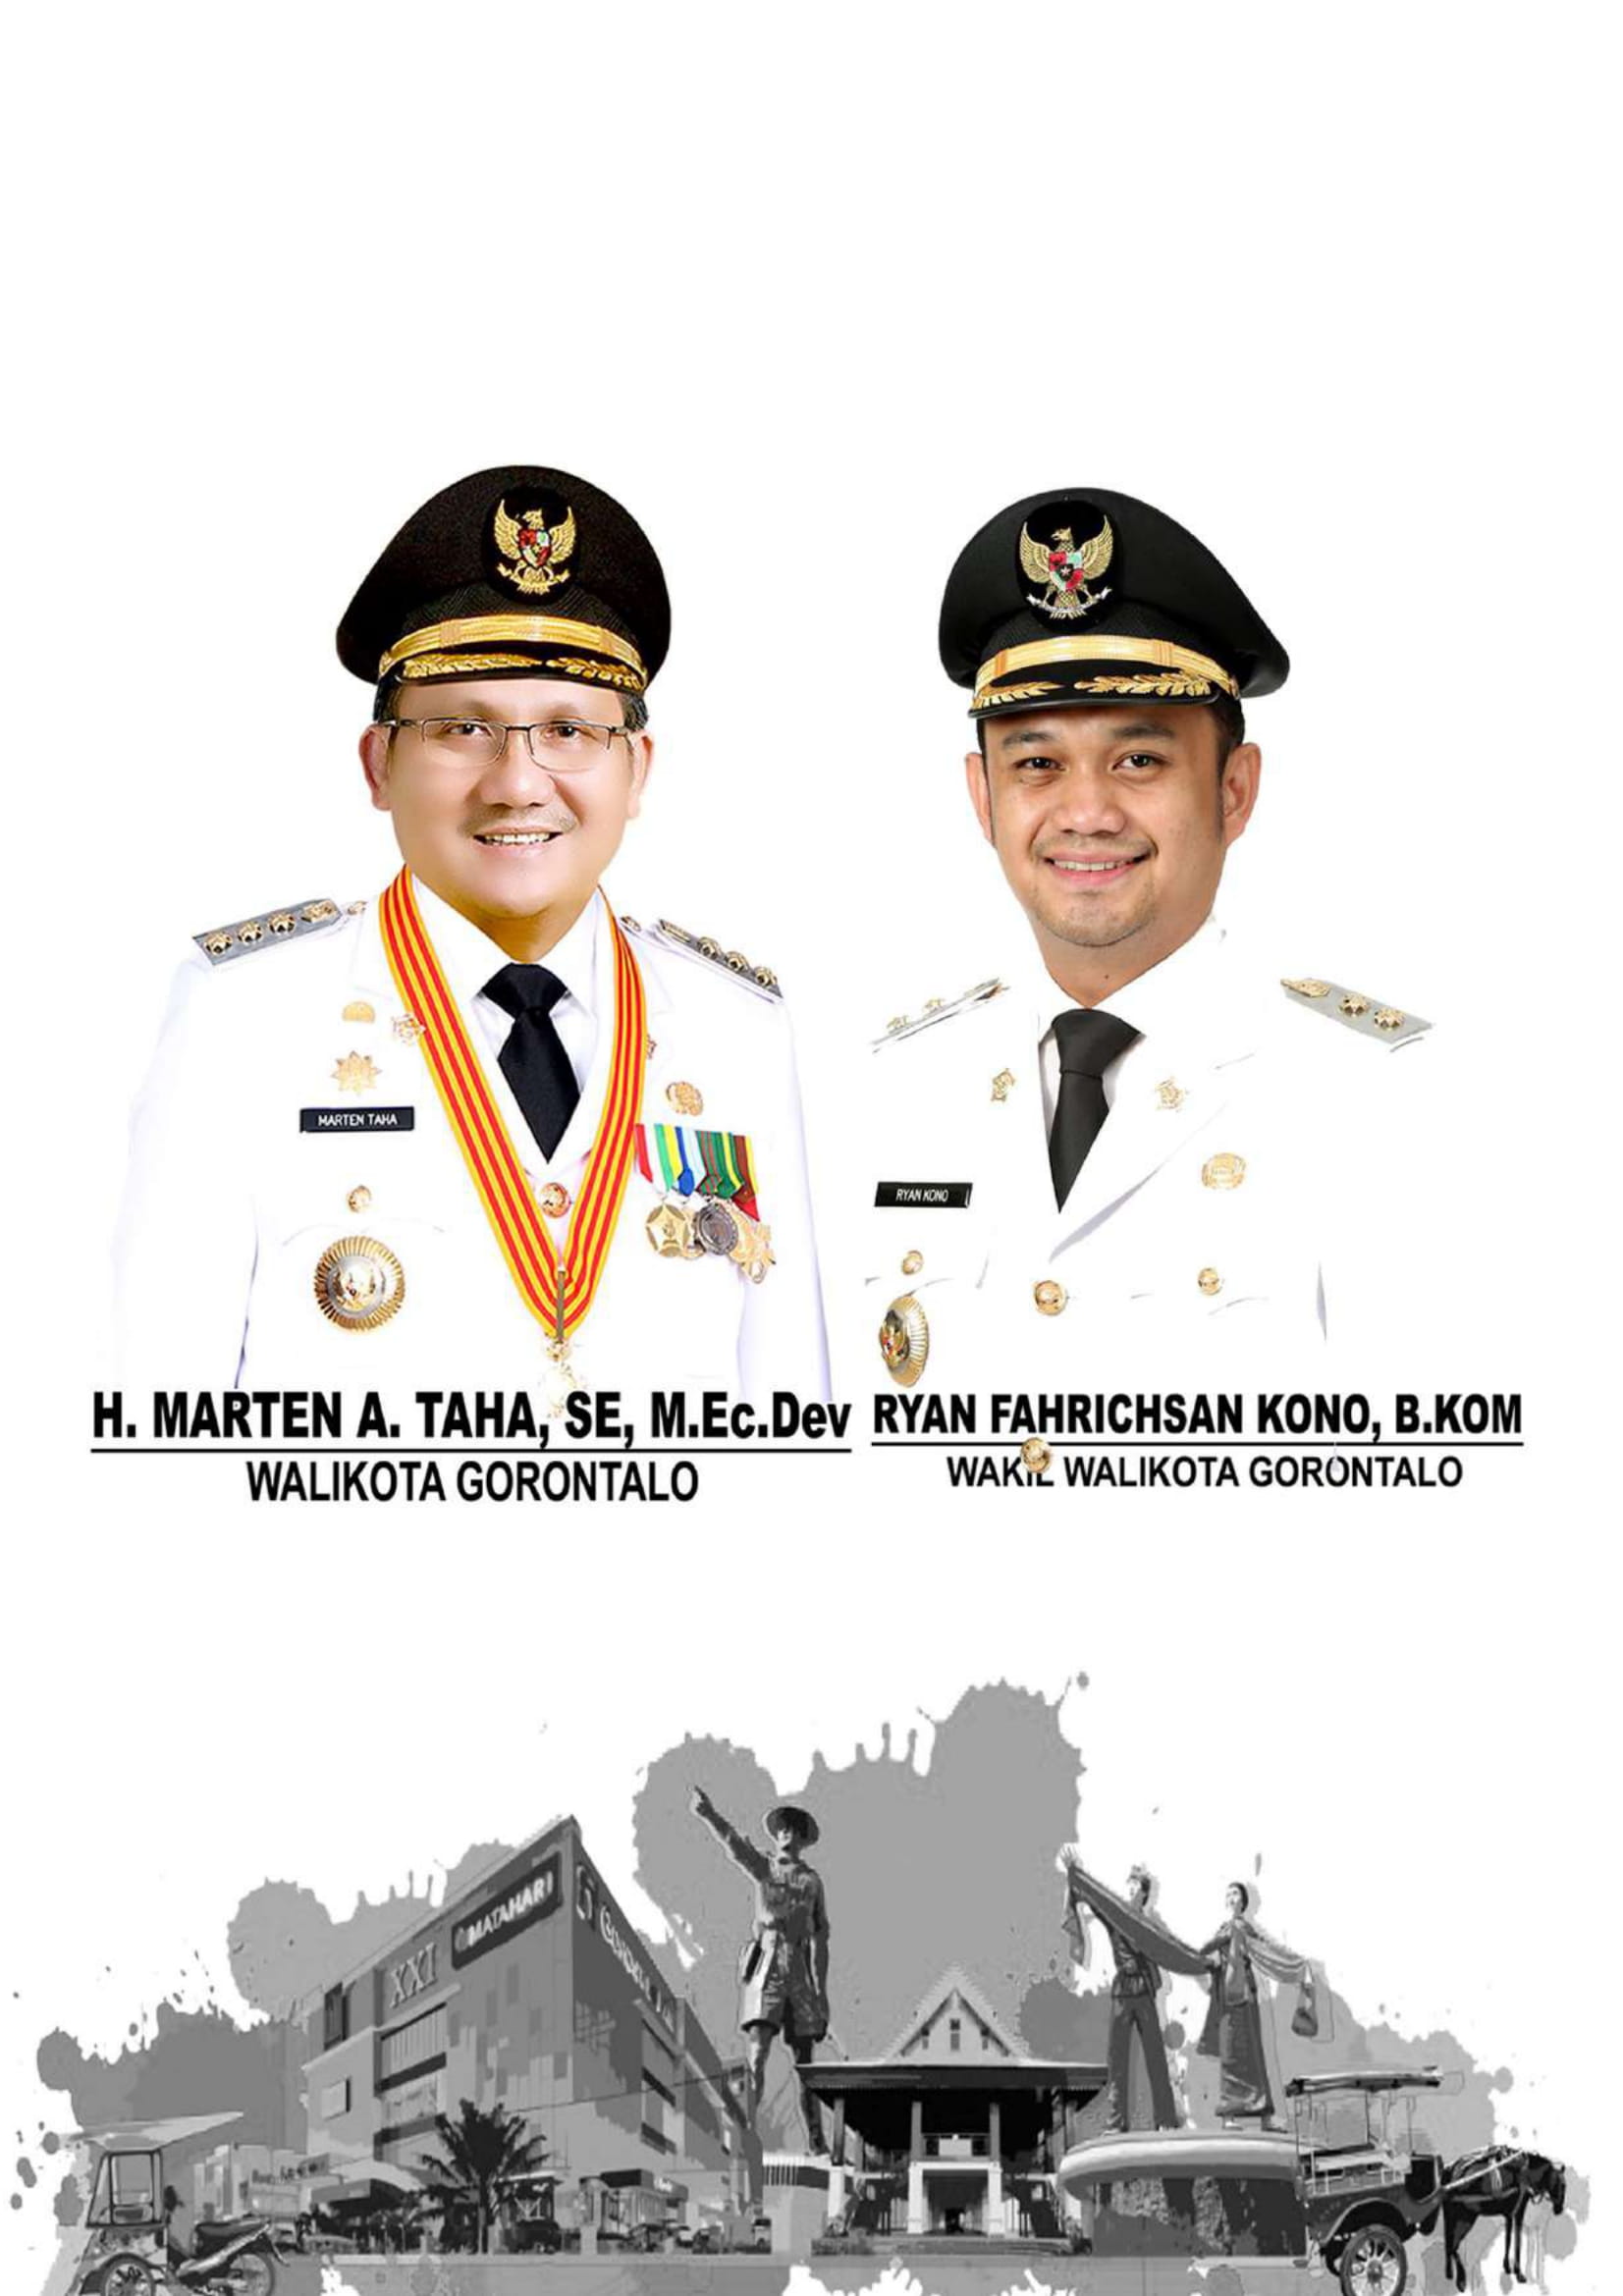 MARTEN TAHA
RYAN KONO
H. MARTEN A. TAHA, SE, M.Ec.Dev
WALIKOTA GORONTALO
RYAN FAHRICHSAN KONO, B.KOM
WAKIL WALIKOTA GORONTALO
XXI
MATAHARI